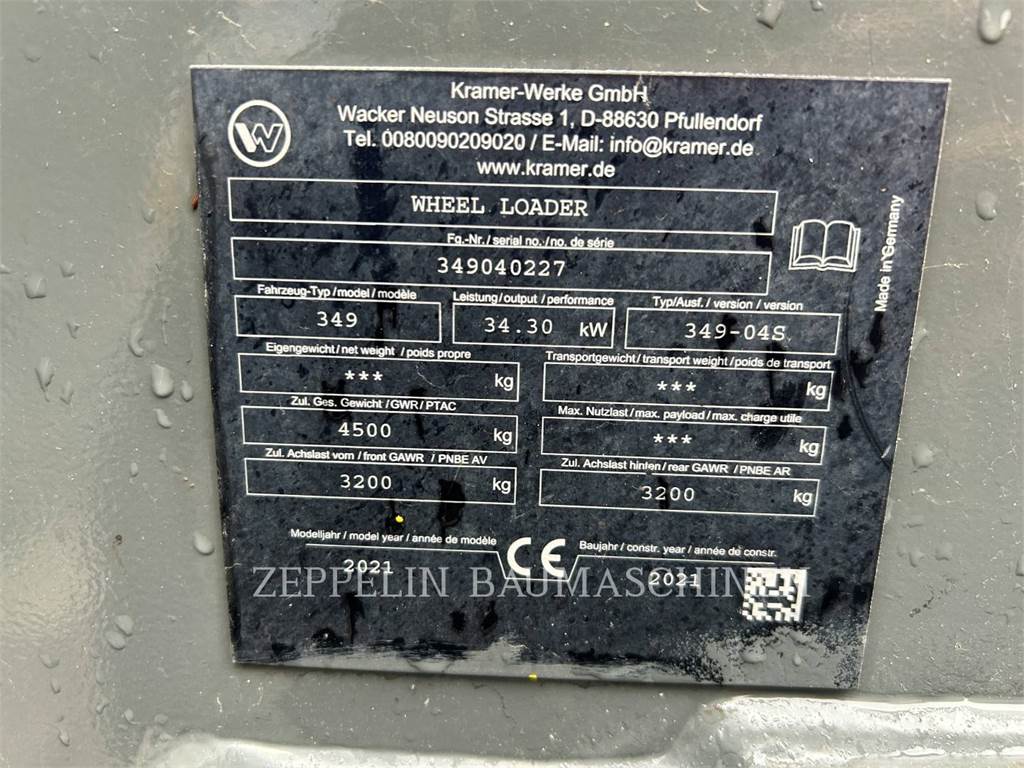 Kramer-Werke GmbH
Wacker Neuson Strasse 1, D-88630 Pfullendorf
Tel. 0080090209020 / E-Mail: info@kramer.de
www.kramer.de
WHEEL LOADER
Fg.-Nr. / serial no. / no. de série
349040227
Fahrzeug-Typ / model / modèle Leistung / output / performance Typ/Ausf. / version / version
349 34.30 kW 349-04S
Eigengewicht / net weight / poids propre Transportgewicht / transport weight / poids de transport
*** kg *** kg
Zul. Ges. Gewicht / GWR / PTAC Max. Nutzlast / max. payload / max. charge utile
4500 kg *** kg
Zul. Achslast vorn / front GAWR / PNBE AV Zul. Achslast hinten / rear GAWR / PNBE AR
3200 kg 3200 kg
Modelljahr / model year / année de modèle CE Baujahr / constr. year / année de constr.
2021 2021
Made in Germany
ZEPPELIN BAUMASCHIN